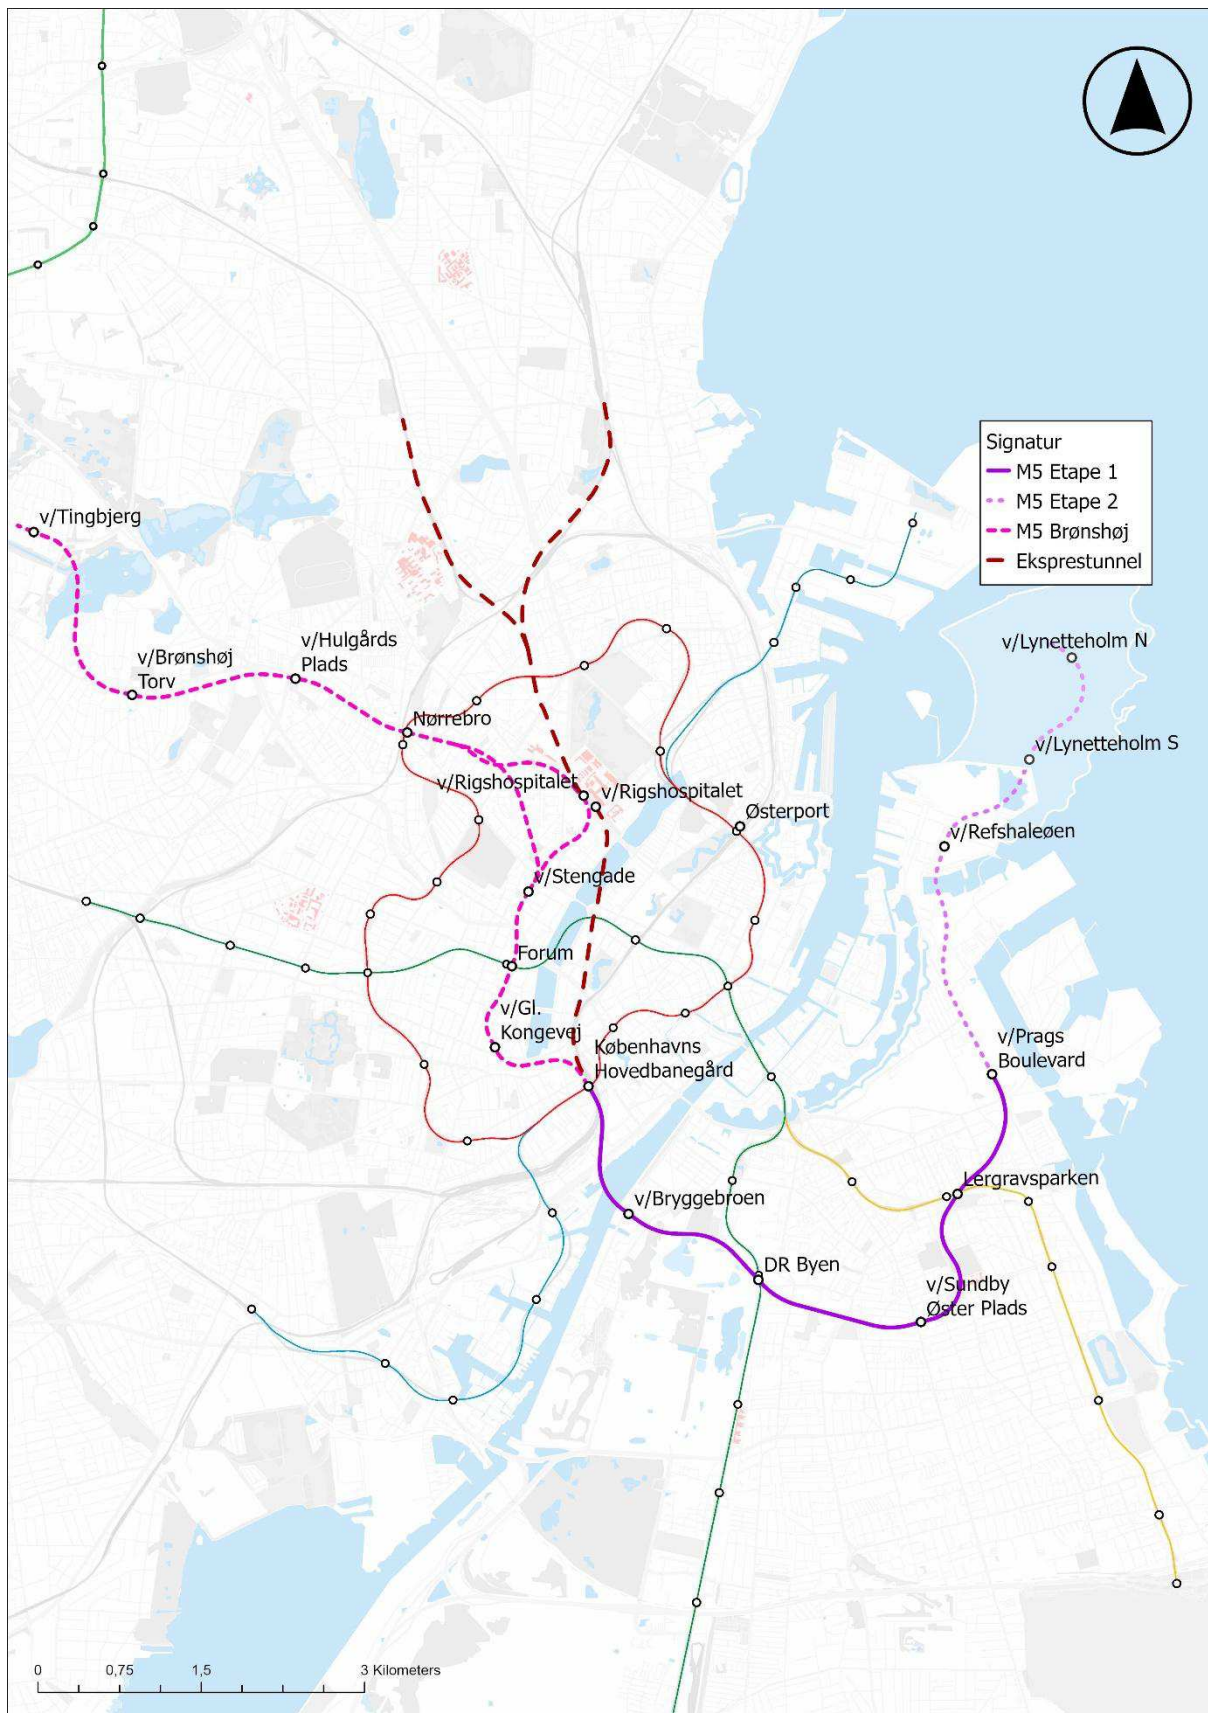 Signatur
M5 Etape 1
M5 Etape 2
M5 Brønshøj
Eksprestunnel
v/Tingbjerg
v/Brønshøj
Torv
v/Hulgårds
Plads
Nørrebro
v/Rigshospitalet
v/Rigshospitalet
Østerport
v/Lynetteholm N
v/Lynetteholm S
v/Refshaleøen
v/Stengade
Forum
v/Gl.
Kongevej
Københavns
Hovedbanegård
v/Prags
Boulevard
Lergravsparken
v/Bryggebroen
DR Byen
v/Sundby
Øster Plads
0 0,75 1,5 3 Kilometers